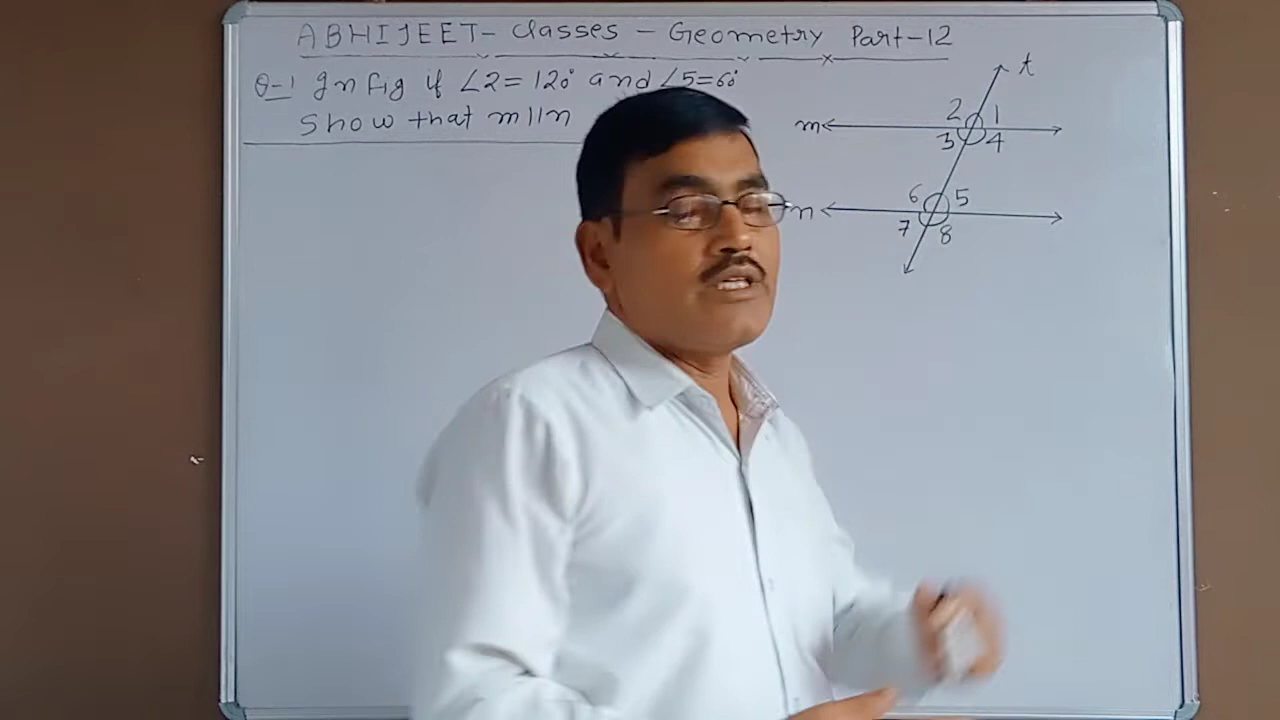 ABHIJEET - Classes - Geometry Part-12
Q-1 In Fig if ∠2 = 120° and ∠5 = 60°
Show that m || n
t
2 1
m
3 4
6 5
n
7 8